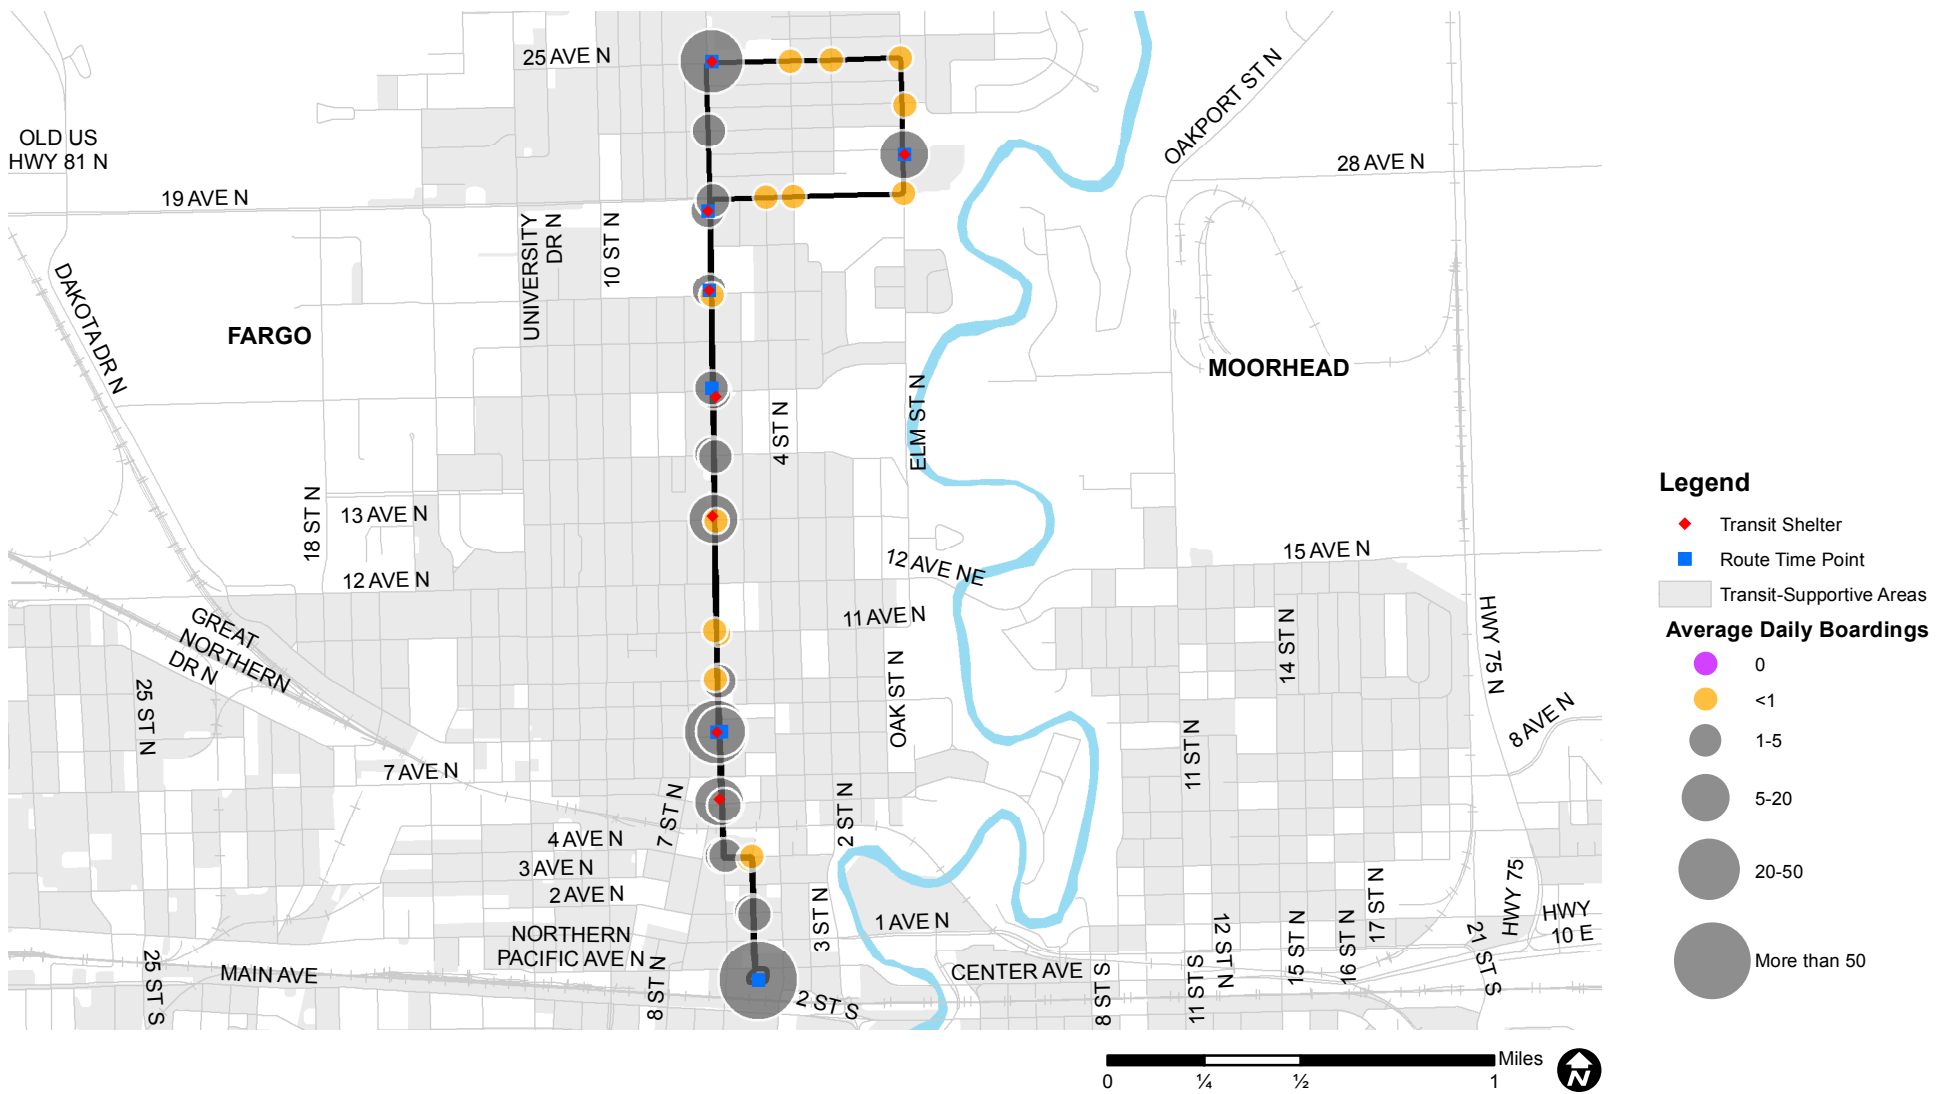 25 AVE N
OLD US
HWY 81 N
19 AVE N
OAKPORT ST N
28 AVE N
UNIVERSITY
DR N
10 ST N
DAKOTA DR N
FARGO
MOORHEAD
4 ST N
ELM ST N
18 ST N
13 AVE N
12 AVE N
12 AVE NE
15 AVE N
11 AVE N
GREAT
NORTHERN
DR N
25 ST N
OAK ST N
14 ST N
HWY 75 N
8 AVE N
11 ST N
7 AVE N
7 ST N
2 ST N
4 AVE N
3 AVE N
2 AVE N
3 ST N
1 AVE N
NORTHERN
PACIFIC AVE N
MAIN AVE
25 ST S
8 ST N
2 ST S
CENTER AVE
8 ST S
11 ST S
12 ST N
15 ST N
16 ST N
17 ST N
21 ST S
HWY 75
HWY
10 E
Legend
Transit Shelter
Route Time Point
Transit-Supportive Areas
Average Daily Boardings
0
<1
1-5
5-20
20-50
More than 50
Miles
0 ¼ ½ 1
N